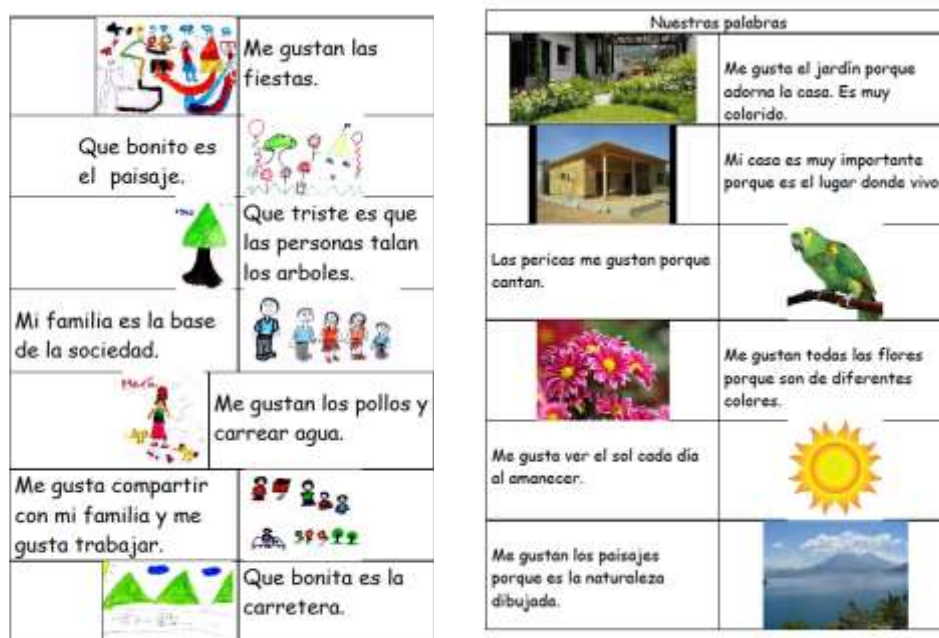 Me gustan las
fiestas.
Que bonito es
el paisaje.
Que triste es que
las personas talan
los arboles.
Mi familia es la base
de la sociedad.
María
Me gustan los pollos y
carrear agua.
Me gusta compartir
con mi familia y me
gusta trabajar.
Que bonita es la
carretera.
Nuestras palabras
Me gusta el jardín porque
adorna la casa. Es muy
colorido.
Mi casa es muy importante
porque es el lugar donde vivo
Las pericas me gustan porque
cantan.
Me gustan todas las flores
porque son de diferentes
colores.
Me gusta ver el sol cada día
al amanecer.
Me gustan los paisajes
porque es la naturaleza
dibujada.